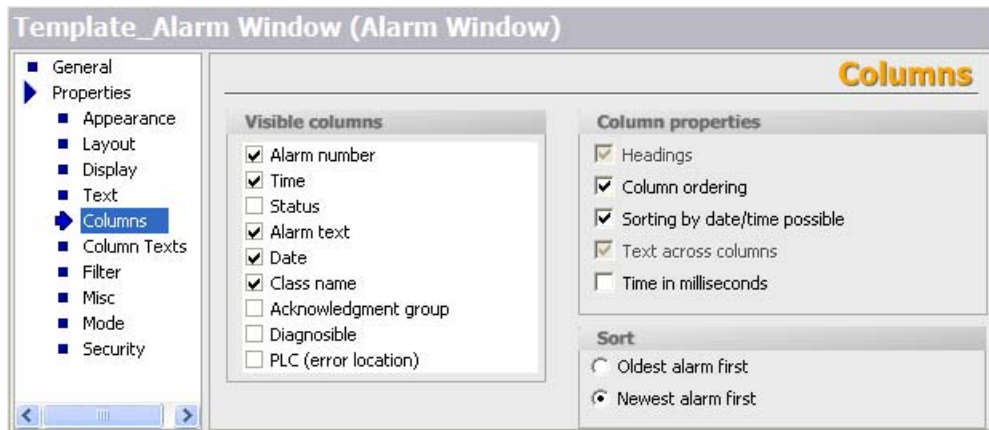 Template_Alarm Window (Alarm Window)
General
Properties
Appearance
Layout
Display
Text
Columns
Column Texts
Filter
Misc
Mode
Security
Columns
Visible columns
Alarm number
Time
Status
Alarm text
Date
Class name
Acknowledgment group
Diagnosible
PLC (error location)
Column properties
Headings
Column ordering
Sorting by date/time possible
Text across columns
Time in milliseconds
Sort
Oldest alarm first
Newest alarm first